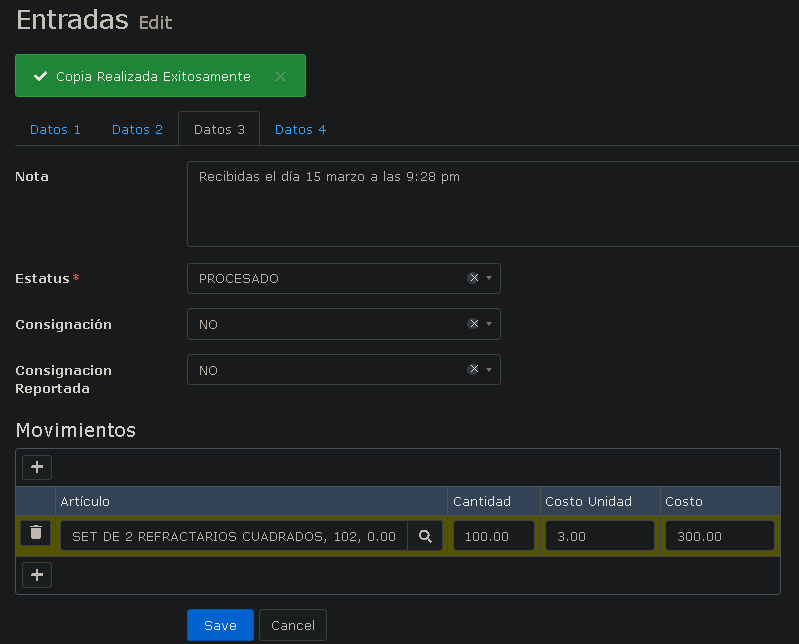 Entradas Edit
Copia Realizada Exitosamente
Datos 1 Datos 2 Datos 3 Datos 4
Nota
Recibidas el día 15 marzo a las 9:28 pm
Estatus * PROCESADO
Consignación NO
Consignacion Reportada NO
Movimientos
Artículo Cantidad Costo Unidad Costo
SET DE 2 REFRACTARIOS CUADRADOS, 102, 0.00 100.00 3.00 300.00
Save Cancel